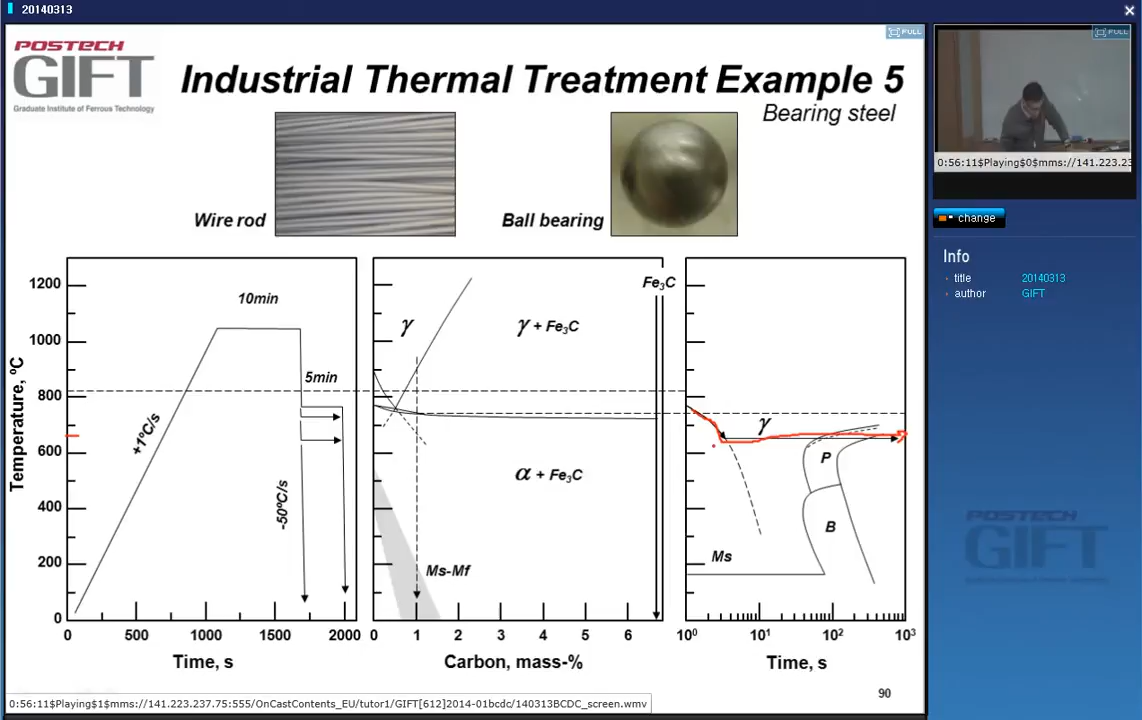 20140313
POSTECH
GIFT
Graduate Institute of Ferrous Technology
Industrial Thermal Treatment Example 5
Bearing steel
Wire rod
Ball bearing
FULL
FULL
0:56:11$Playing$0$mms://141.223.23
change
Info
title 20140313
author GIFT
Temperature, ºC
1200
1000
800
600
400
200
0
10min
5min
+1ºC/s
-50ºC/s
0 500 1000 1500 2000
Time, s
γ
γ + Fe3C
Fe3C
α + Fe3C
Ms-Mf
0 1 2 3 4 5 6
Carbon, mass-%
γ
P
B
Ms
10⁰ 10¹ 10² 10³
Time, s
90
POSTECH
GIFT
0:56:11$Playing$1$mms://141.223.237.75:555/OnCastContents_EU/tutor1/GIFT[612]2014-01bcdc/140313BCDC_screen.wmv